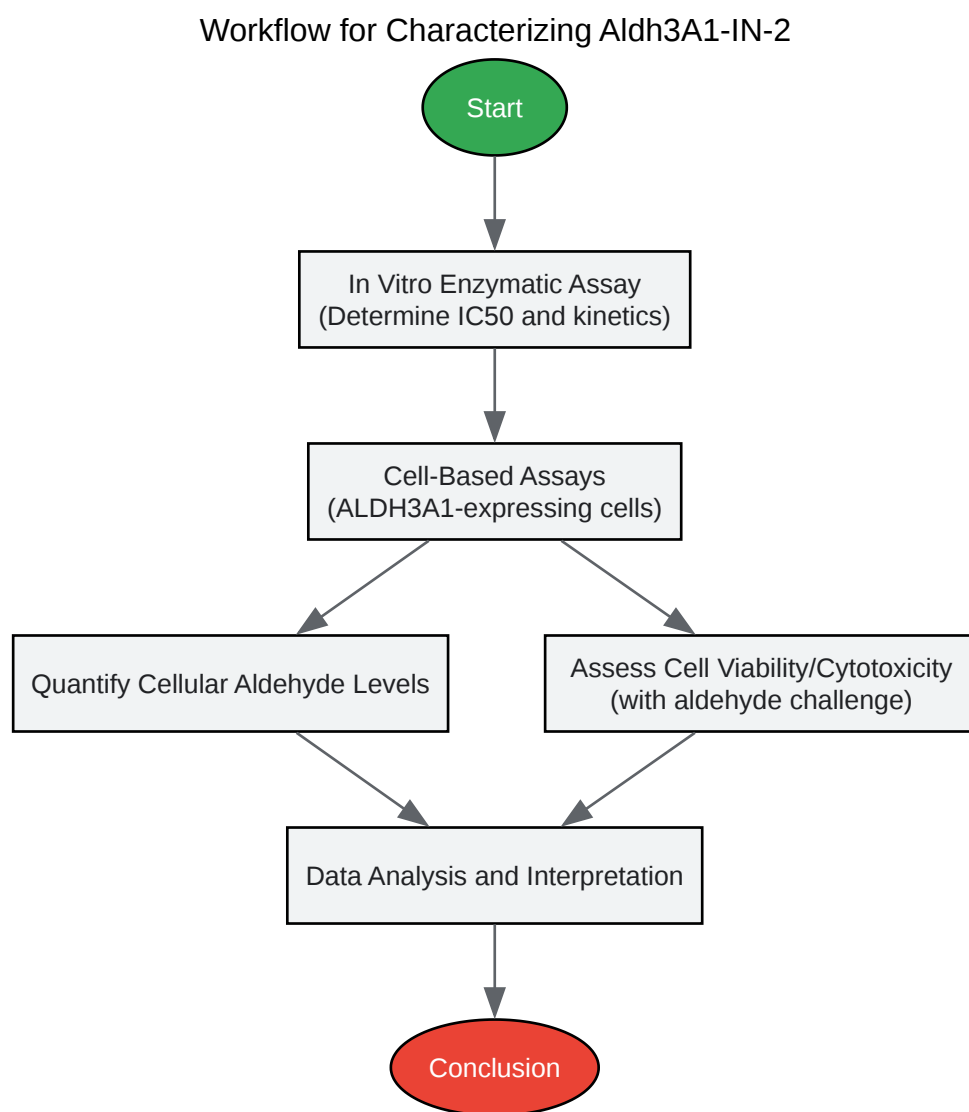 Workflow for Characterizing Aldh3A1-IN-2
Start
In Vitro Enzymatic Assay
(Determine IC50 and kinetics)
Cell-Based Assays
(ALDH3A1-expressing cells)
Quantify Cellular Aldehyde Levels
Assess Cell Viability/Cytotoxicity
(with aldehyde challenge)
Data Analysis and Interpretation
Conclusion